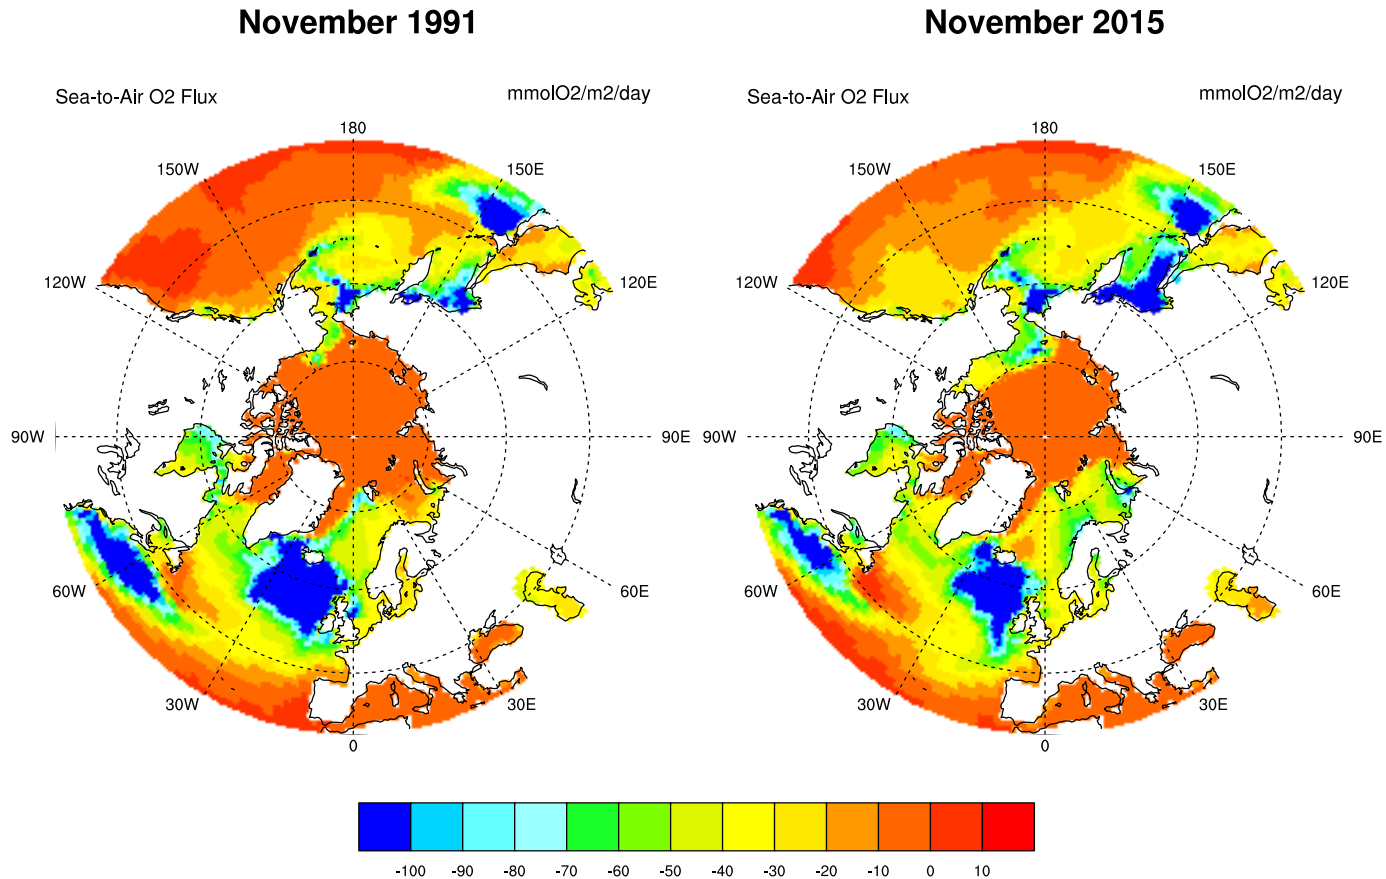 November 1991
November 2015
Sea-to-Air O2 Flux
mmolO2/m2/day
Sea-to-Air O2 Flux
mmolO2/m2/day
180
150W
150E
120W
120E
90W
90E
60W
60E
30W
30E
0
180
150W
150E
120W
120E
90W
90E
60W
60E
30W
30E
0
-100 -90 -80 -70 -60 -50 -40 -30 -20 -10 0 10